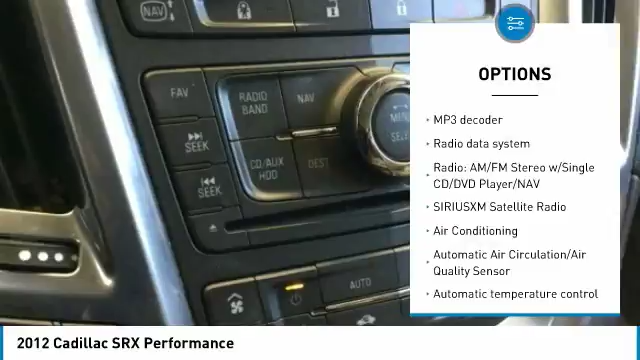 NAV
FAV
RADIO
BAND
NAV
MENU
SELE
SEEK
CD/AUX
HDD
DEST
SEEK
AUTO
OPTIONS
MP3 decoder
Radio data system
Radio: AM/FM Stereo w/Single
CD/DVD Player/NAV
SIRIUSXM Satellite Radio
Air Conditioning
Automatic Air Circulation/Air
Quality Sensor
Automatic temperature control
2012 Cadillac SRX Performance